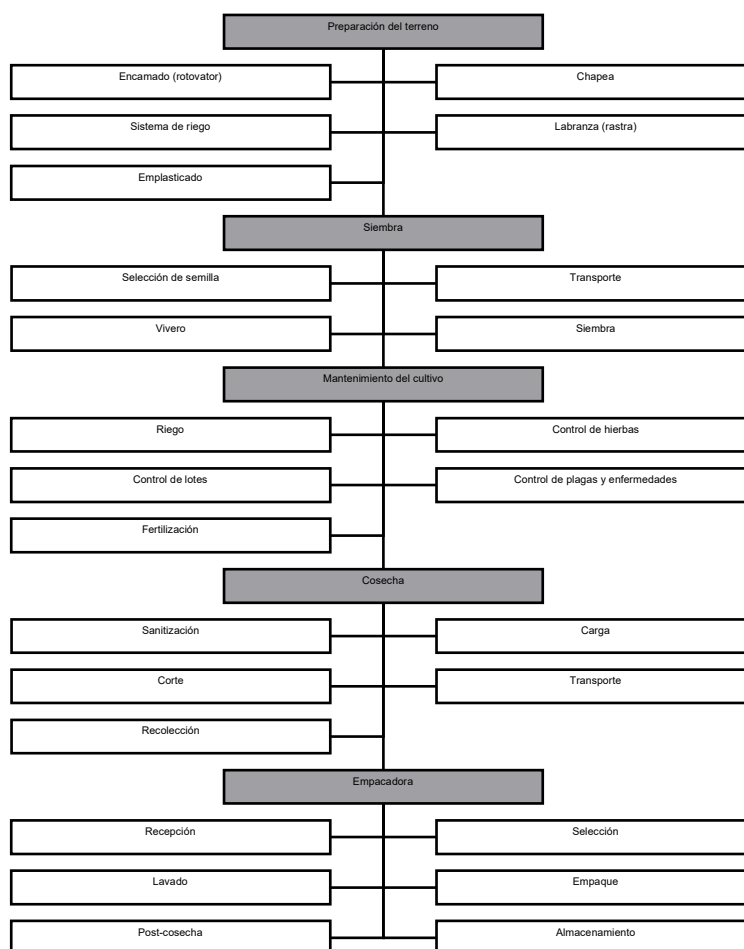 Preparación del terreno
Encamado (rotovator)
Chapea
Sistema de riego
Labranza (rastra)
Emplasticado
Siembra
Selección de semilla
Transporte
Vivero
Siembra
Mantenimiento del cultivo
Riego
Control de hierbas
Control de lotes
Control de plagas y enfermedades
Fertilización
Cosecha
Sanitización
Carga
Corte
Transporte
Recolección
Empacadora
Recepción
Selección
Lavado
Empaque
Post-cosecha
Almacenamiento